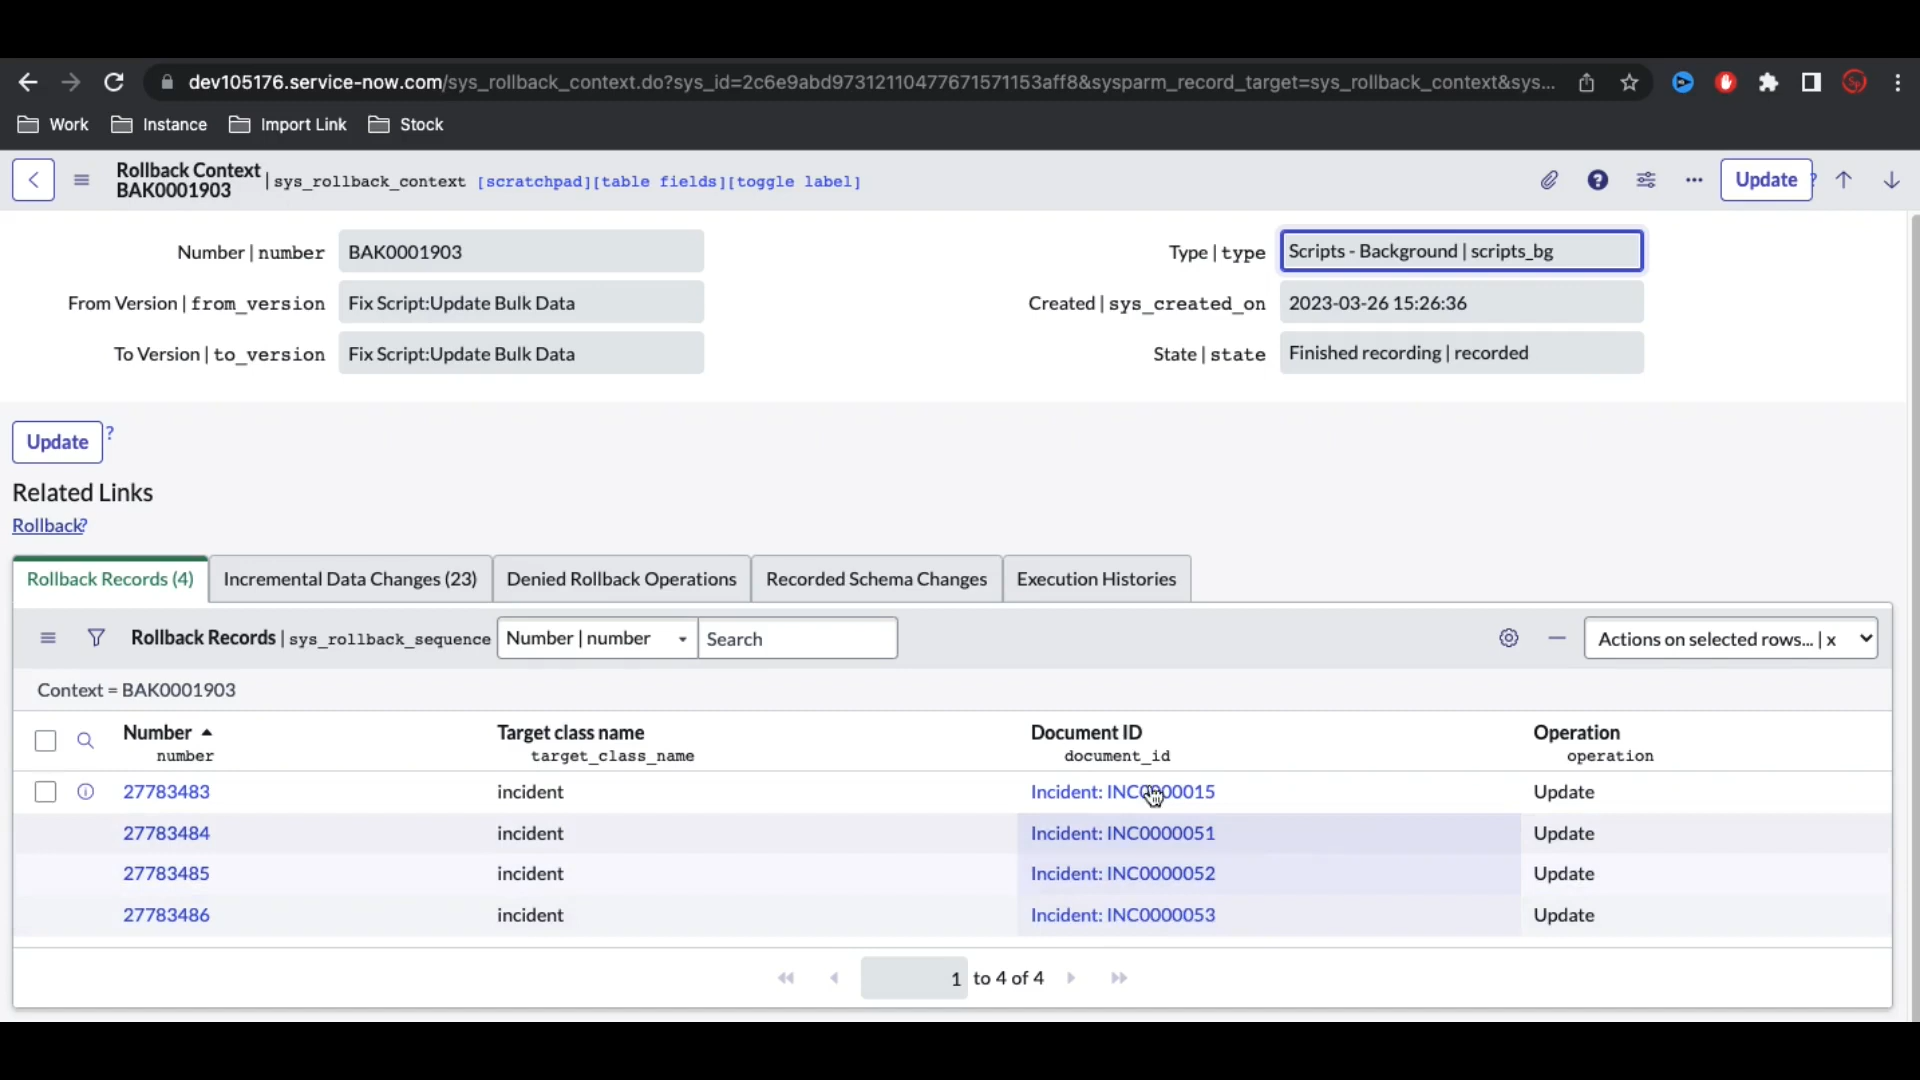 dev105176.service-now.com/sys_rollback_context.do?sys_id=2c6e9abd97312110477671571153aff8&sysparm_record_target=sys_rollback_context&sys...
Work Instance Import Link Stock
Rollback Context
BAK0001903 | sys_rollback_context [scratchpad][table fields][toggle label]
Update ?
Number | number BAK0001903 Type | type Scripts - Background | scripts_bg
From Version | from_version Fix Script:Update Bulk Data Created | sys_created_on 2023-03-26 15:26:36
To Version | to_version Fix Script:Update Bulk Data State | state Finished recording | recorded
Update ?
Related Links
Rollback?
Rollback Records (4) Incremental Data Changes (23) Denied Rollback Operations Recorded Schema Changes Execution Histories
Rollback Records | sys_rollback_sequence Number | number Search Actions on selected rows... | x
Context = BAK0001903
Number Target class name Document ID Operation
number target_class_name document_id operation
27783483 incident Incident: INC0000015 Update
27783484 incident Incident: INC0000051 Update
27783485 incident Incident: INC0000052 Update
27783486 incident Incident: INC0000053 Update
1 to 4 of 4